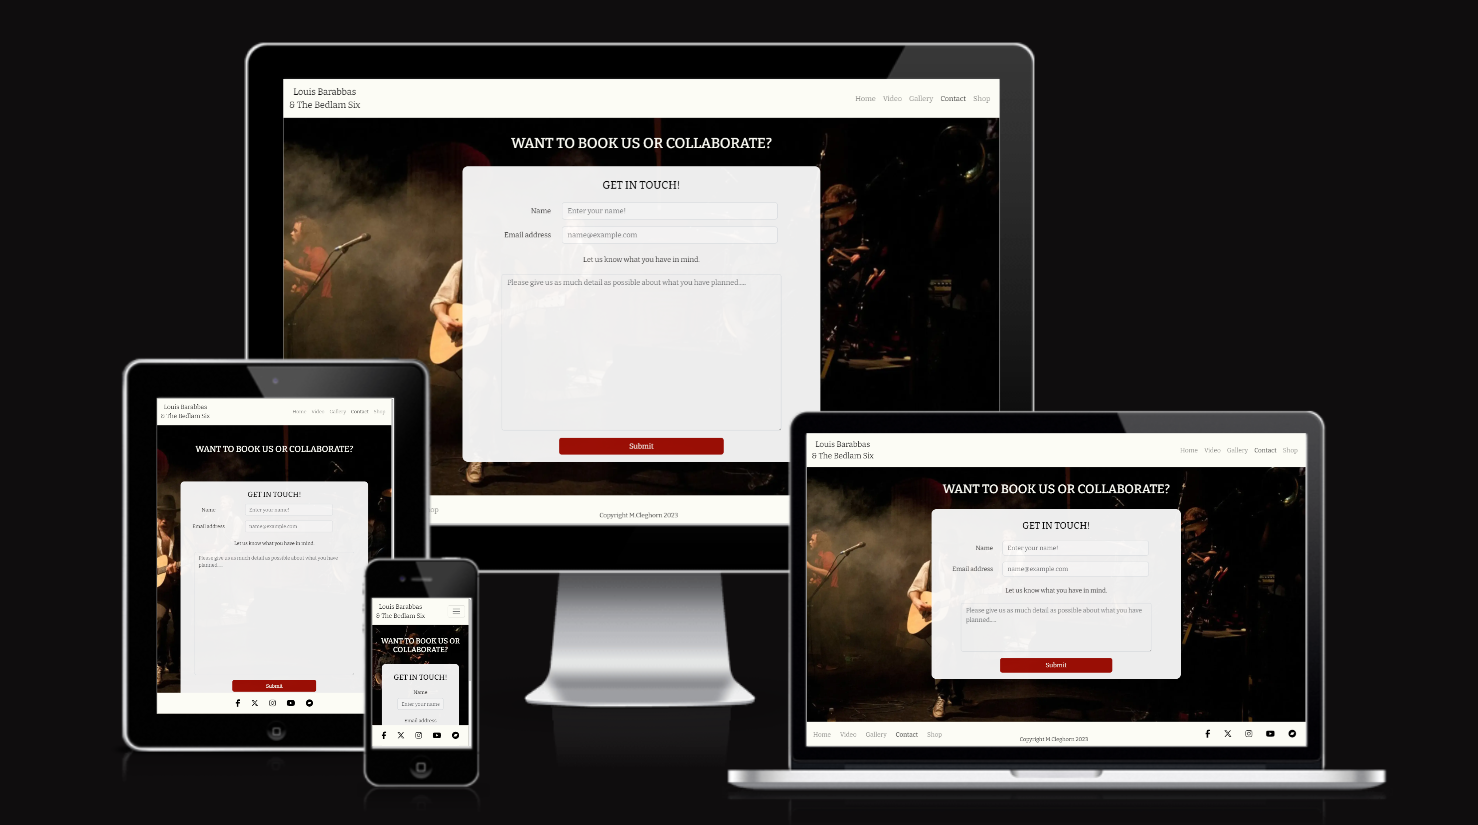 Louis Barabbas
& The Bedlam Six
Home Video Gallery Contact Shop
WANT TO BOOK US OR COLLABORATE?
GET IN TOUCH!
Name
Enter your name!
Email address
name@example.com
Let us know what you have in mind.
Please give us as much detail as possible about what you have planned....
Submit
op
Copyright M Cleghorn 2023
Louis Barabbas
& The Bedlam Six
Home Video Gallery Contact Shop
WANT TO BOOK US OR COLLABORATE?
GET IN TOUCH!
Name
Enter your name!
Email address
name@example.com
Let us know what you have in mind.
Please give us as much detail as possible about what you have
planned....
Submit
Louis Barabbas
& The Bedlam Six
WANT TO BOOK US OR
COLLABORATE?
GET IN TOUCH!
Name
Enter your name
Email address
Louis Barabbas
& The Bedlam Six
Home Video Gallery Contact Shop
WANT TO BOOK US OR COLLABORATE?
GET IN TOUCH!
Name
Enter your name!
Email address
name@example.com
Let us know what you have in mind.
Please give us as much detail as possible about what you have
planned....
Submit
Home Video Gallery Contact Shop
Copyright M Cleghorn 2023